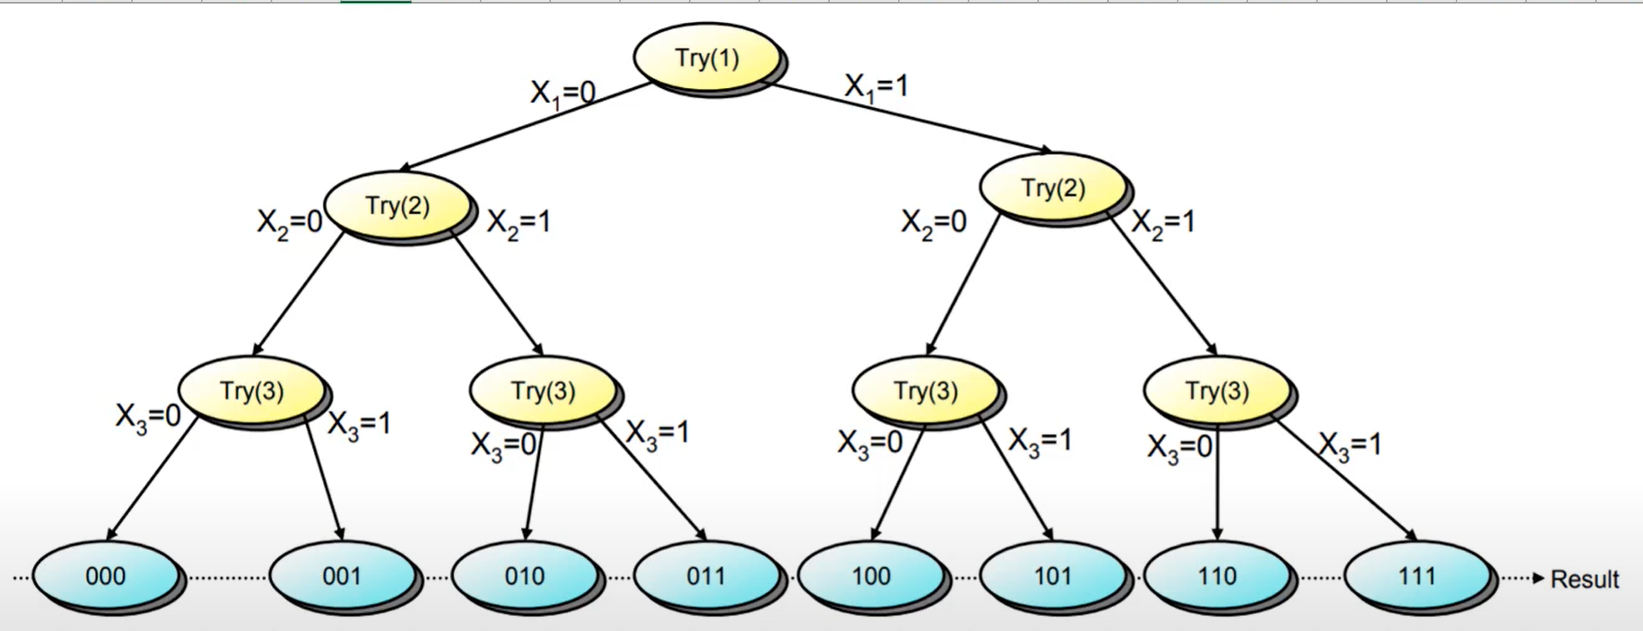 Try(1)
X₁=0
X₁=1
Try(2)
Try(2)
X₂=0
X₂=1
X₂=0
X₂=1
Try(3)
Try(3)
Try(3)
Try(3)
X₃=0
X₃=1
X₃=0
X₃=1
X₃=0
X₃=1
X₃=0
X₃=1
000
001
010
011
100
101
110
111
Result